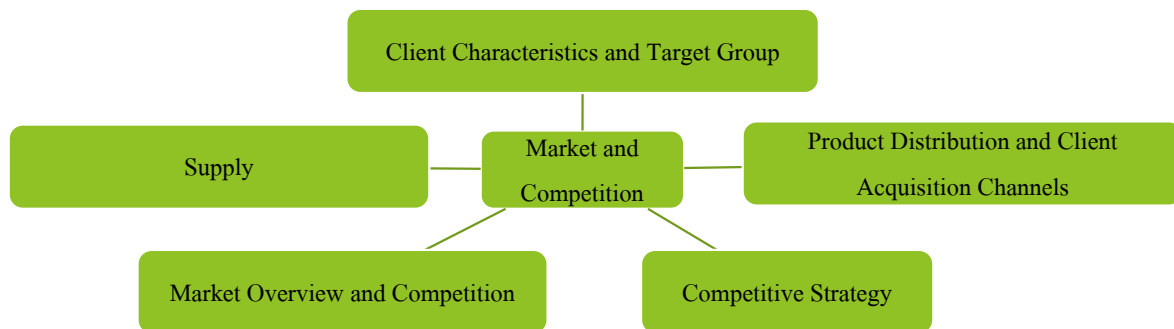 Client Characteristics and Target Group
Supply
Market and
Competition
Product Distribution and Client
Acquisition Channels
Market Overview and Competition
Competitive Strategy